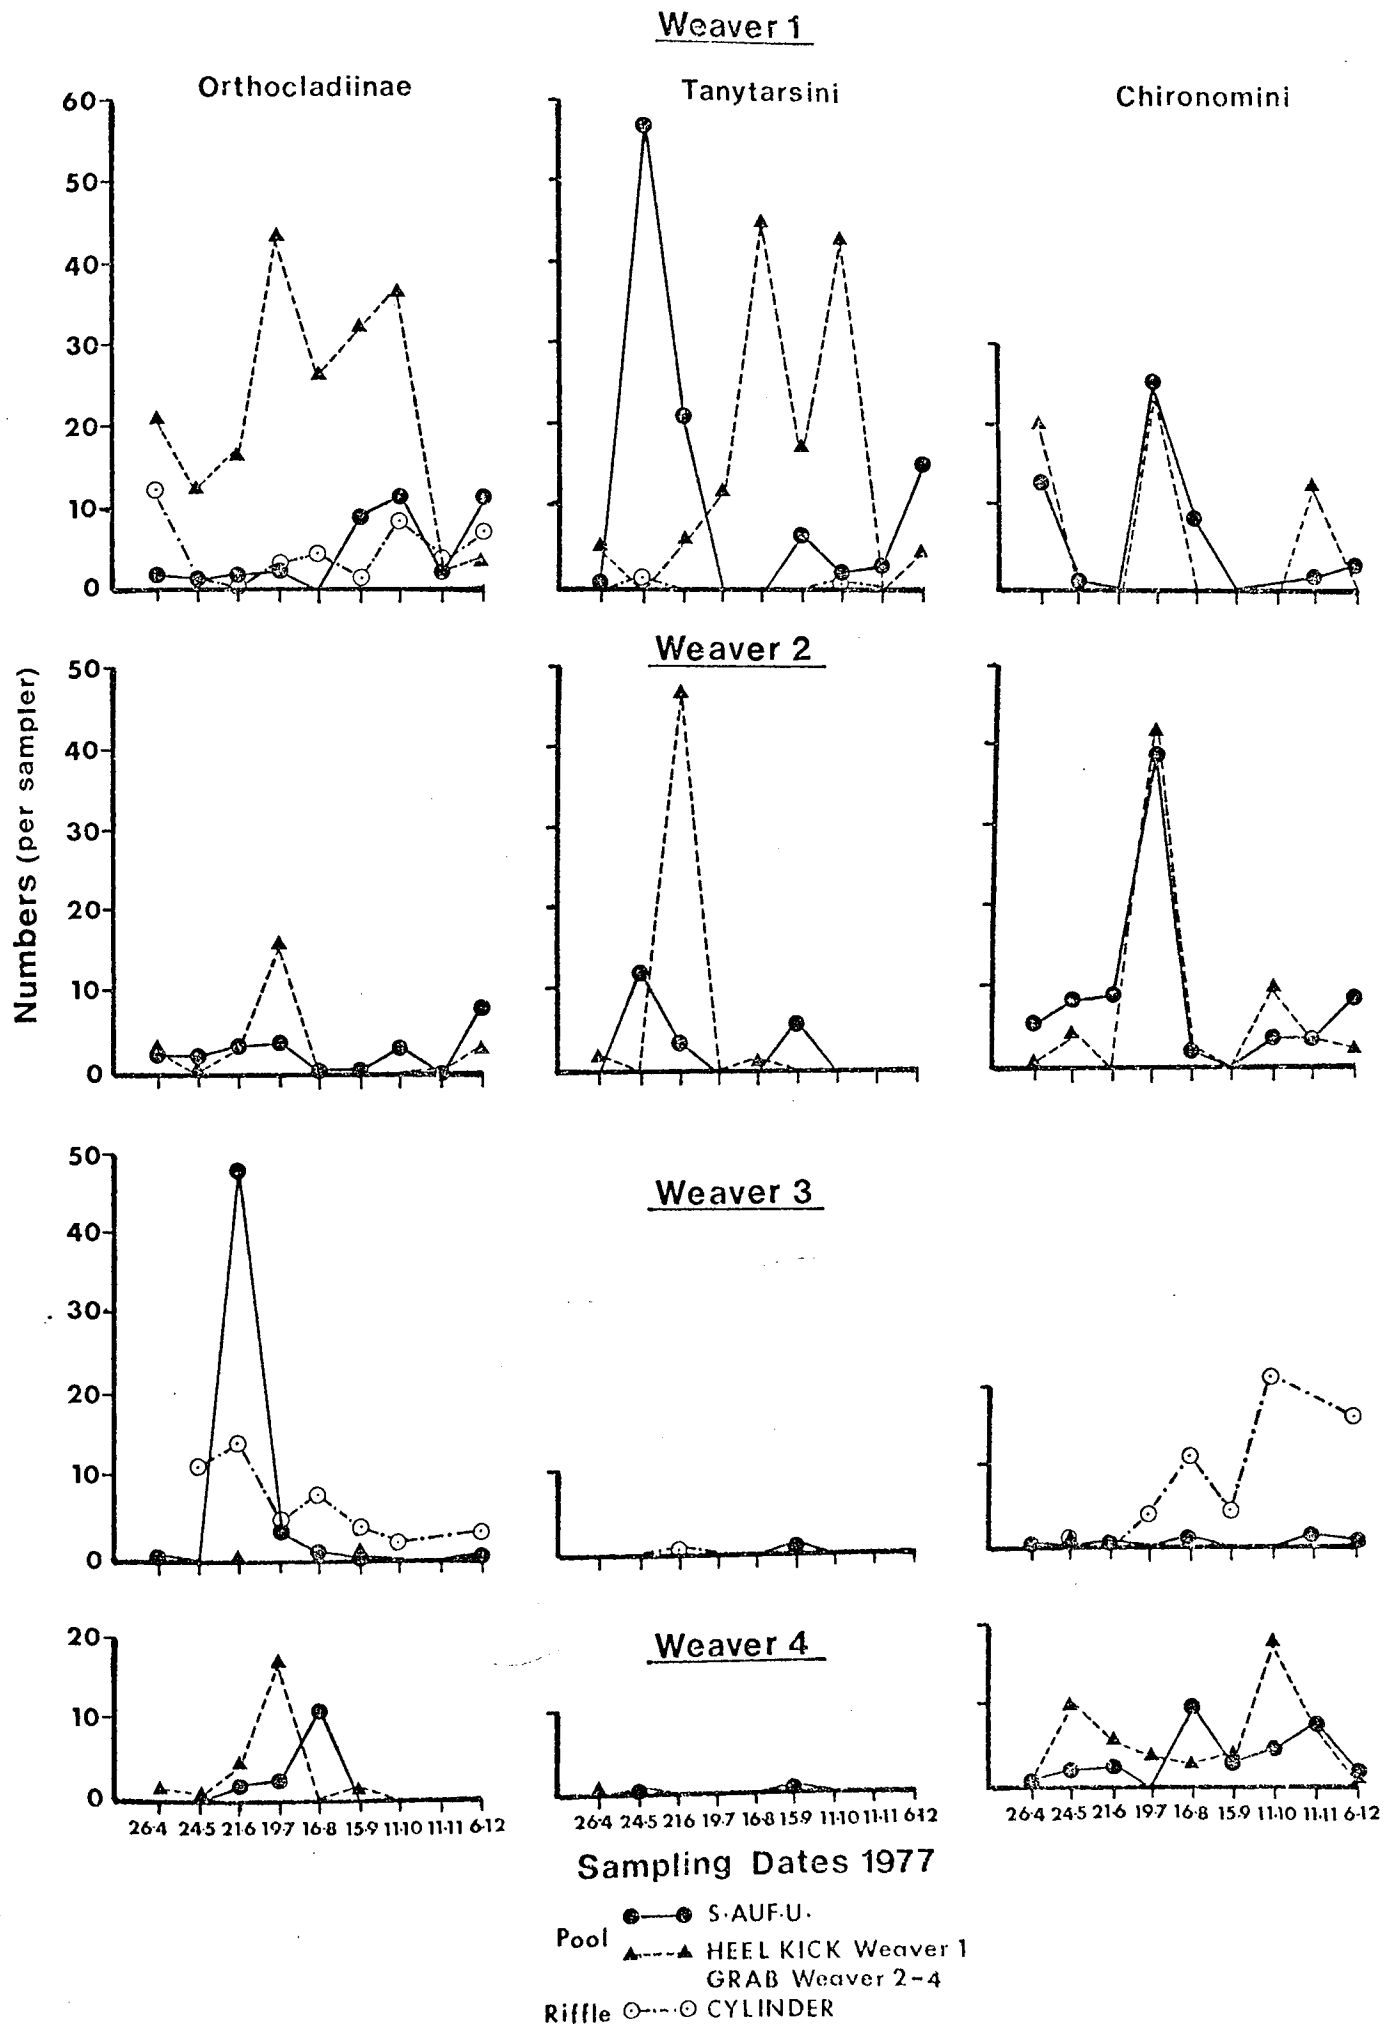 Weaver 1
Orthocladiinae Tanytarsini Chironomini
60
50
40
30
20
10
0
Weaver 2
50
40
30
20
10
0
Numbers (per sampler)
Weaver 3
50
40
30
20
10
0
Weaver 4
20
10
0
26·4 24·5 21·6 19·7 16·8 15·9 11·10 11·11 6·12
26·4 24·5 216 19·7 16·8 15·9 11·10 11·11 6·12
26·4 24·5 21·6 19·7 16·8 15·9 11·10 11·11 6·12
Sampling Dates 1977
Pool
S·AUF·U·
HEEL KICK Weaver 1
GRAB Weaver 2-4
Riffle CYLINDER